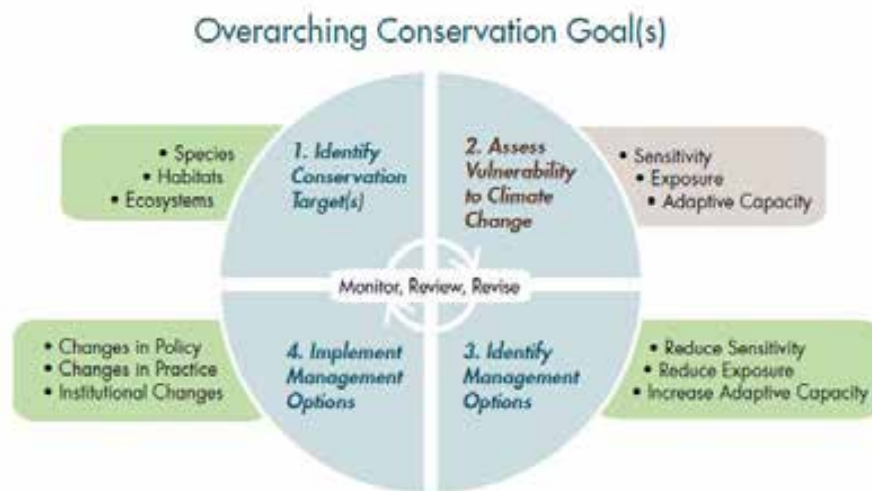 Overarching Conservation Goal(s)
• Species
• Habitats
• Ecosystems
1. Identify
Conservation
Target(s)
2. Assess
Vulnerability
to Climate
Change
• Sensitivity
• Exposure
• Adaptive Capacity
Monitor, Review, Revise
• Changes in Policy
• Changes in Practice
• Institutional Changes
4. Implement
Management
Options
3. Identify
Management
Options
• Reduce Sensitivity
• Reduce Exposure
• Increase Adaptive Capacity